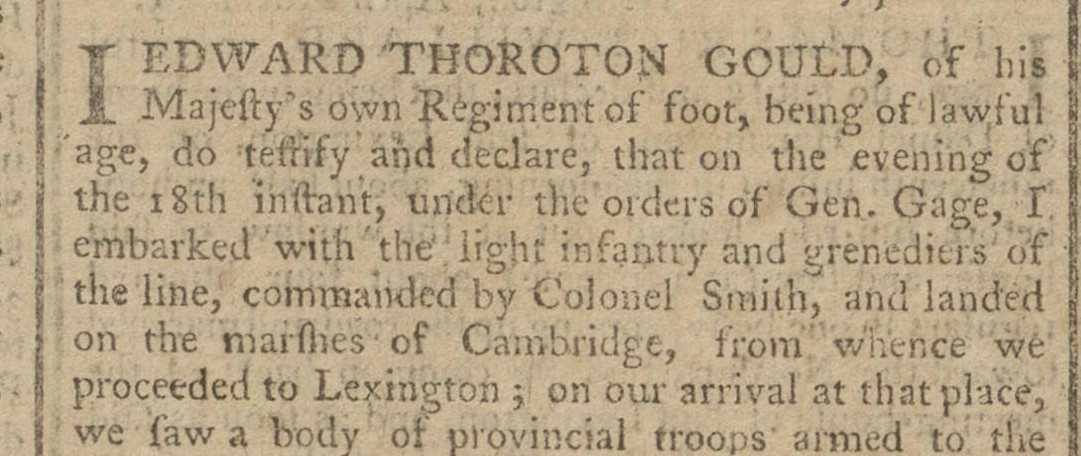 I EDWARD THOROTON GOULD, of his
Majeſty's own Regiment of foot, being of lawful
age, do teſtify and declare, that on the evening of
the 18th inſtant, under the orders of Gen. Gage, I
embarked with the light infantry and grenediers of
the line, commanded by Colonel Smith, and landed
on the marſhes of Cambridge, from whence we
proceeded to Lexington; on our arrival at that place,
we ſaw a body of provincial troops armed to the